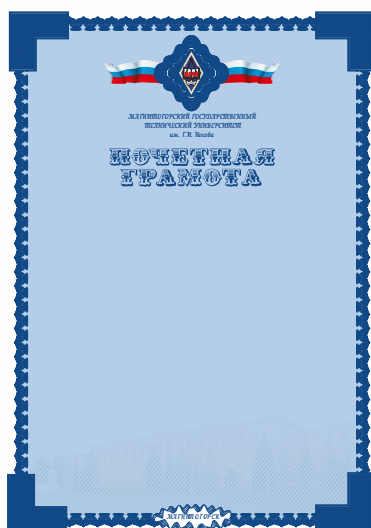 МАГНИТОГОРСКИЙ ГОСУДАРСТВЕННЫЙ
ТЕХНИЧЕСКИЙ УНИВЕРСИТЕТ
им. Г.И. Носова
ПОЧЕТНАЯ
ГРАМОТА
МАГНИТОГОРСК